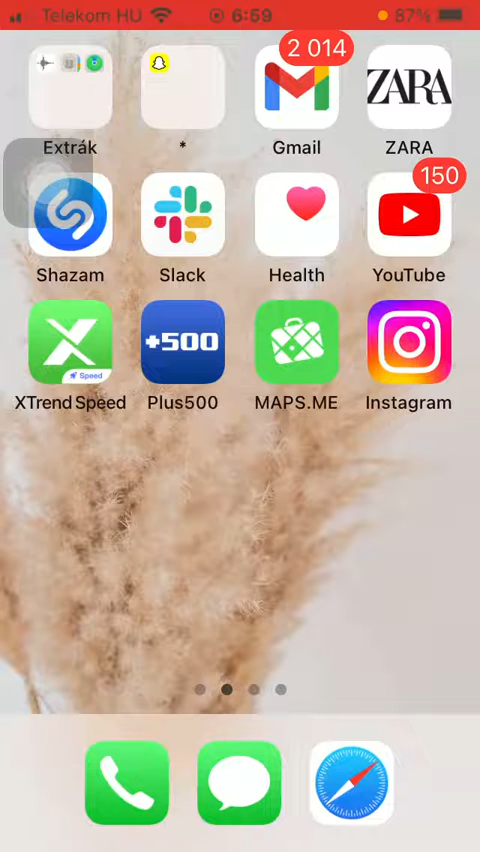 Telekom HU 6:59 87%
2 014
ZARA
Extrák * Gmail ZARA
150
Shazam Slack Health YouTube
Speed
+500
XTrend Speed Plus500 MAPS.ME Instagram